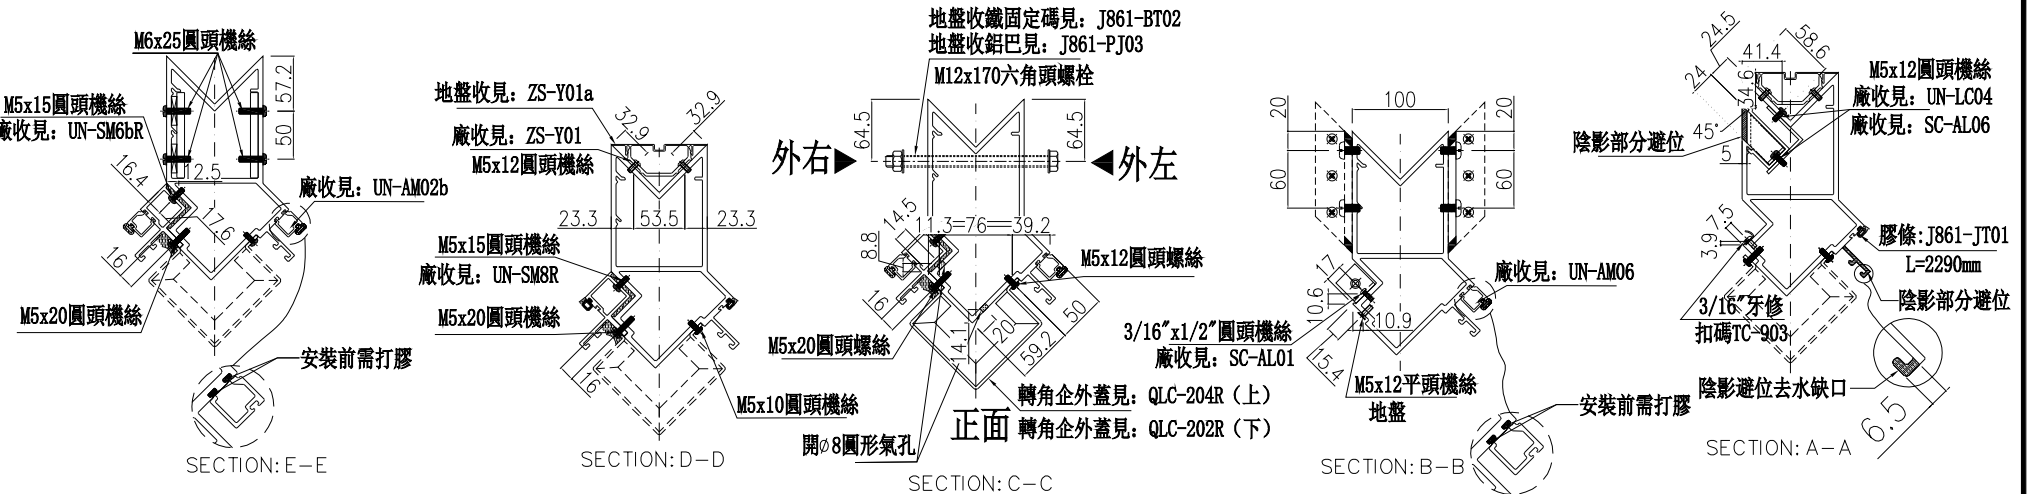 M6x25圓頭機絲
57.2
50
M5x15圓頭機絲
廠收見: UN-SM6bR
2.5
16.4
17.6
16
廠收見: UN-AM02b
M5x20圓頭機絲
安裝前需打膠
SECTION:E-E
地盤收見: ZS-Y01a
32.9
32.9
廠收見: ZS-Y01
M5x12圓頭機絲
23.3
53.5
23.3
M5x15圓頭機絲
廠收見: UN-SM8R
M5x20圓頭機絲
16
M5x10圓頭機絲
SECTION:D-D
地盤收鐵固定碼見: J861-BT02
地盤收鋁巴見: J861-PJ03
M12x170六角頭螺栓
64.5
64.5
外右
外左
14.5
11.3=76=39.2
8.8
16
M5x12圓頭螺絲
50
14.1
20
59.2
M5x20圓頭螺絲
轉角企外蓋見: QLC-204R (上)
正面
轉角企外蓋見: QLC-202R (下)
開∅8圓形氣孔
SECTION:C-C
20
100
20
60
60
17
10.6
10.9
15.4
廠收見: UN-AM06
3/16"x1/2"圓頭機絲
廠收見: SC-AL01
M5x12平頭機絲
地盤
安裝前需打膠
SECTION:B-B
24.5
24
41.4
58.6
34.6
M5x12圓頭機絲
廠收見: UN-LC04
廠收見: SC-AL06
45°
陰影部分避位
5
7.5
39
膠條:J861-JT01
L=2290mm
3/16"牙修
扣碼TC-903
陰影部分避位
陰影避位去水缺口
6.5
SECTION:A-A